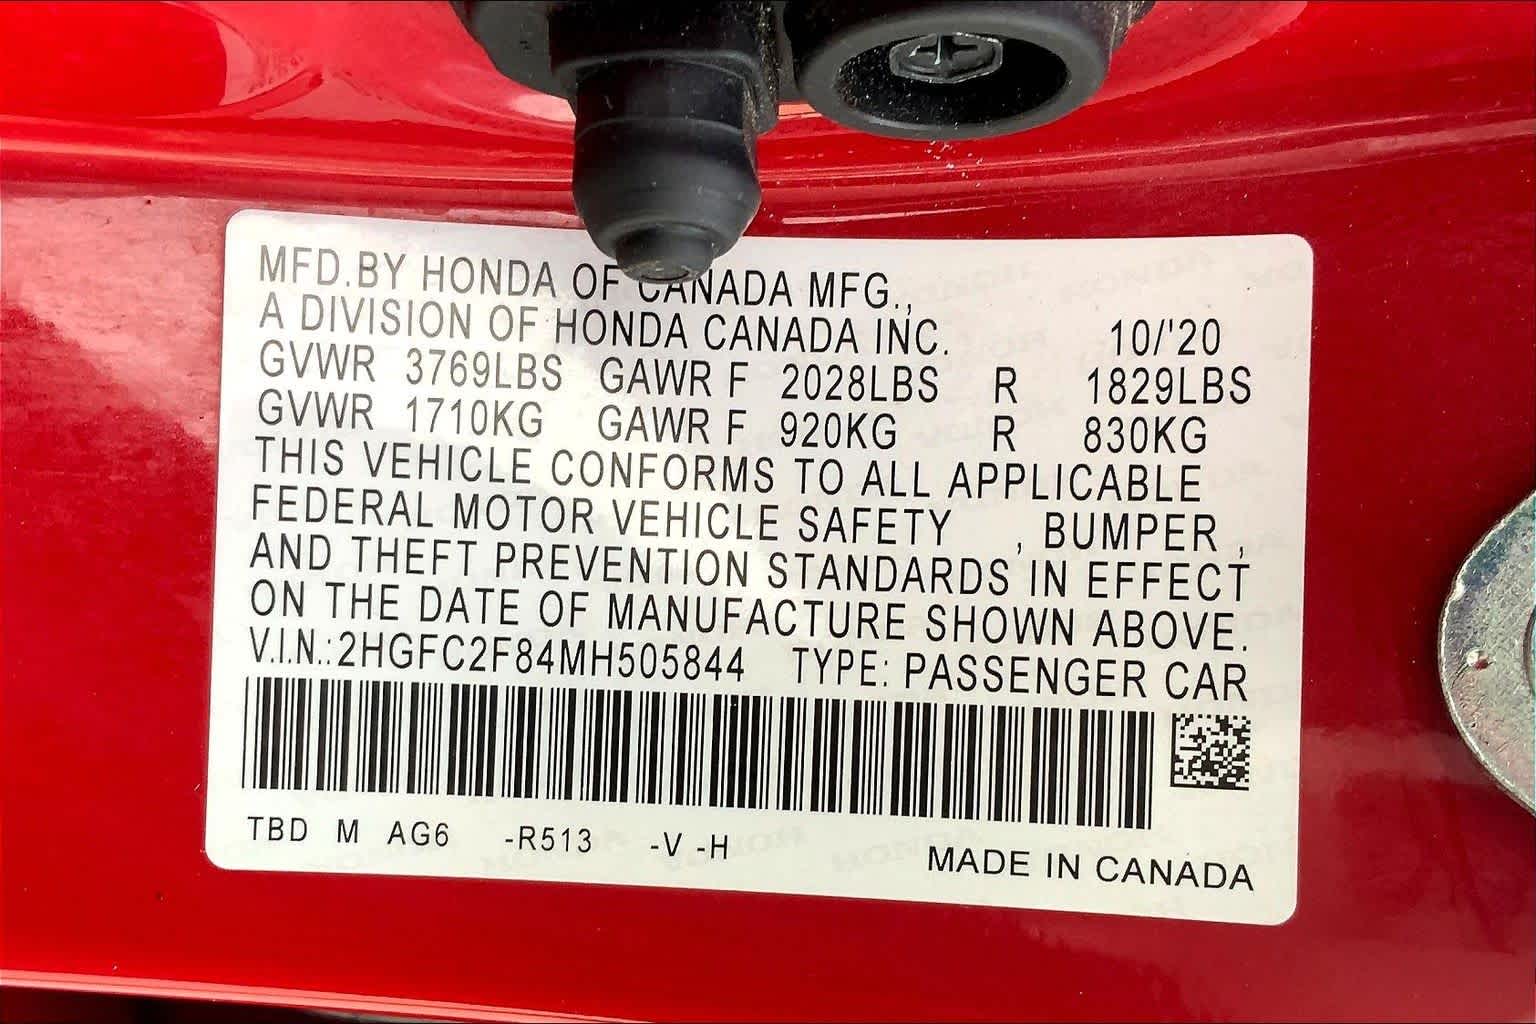 MFD.BY HONDA OF CANADA MFG.,
A DIVISION OF HONDA CANADA INC. 10/'20
GVWR 3769LBS GAWR F 2028LBS R 1829LBS
GVWR 1710KG GAWR F 920KG R 830KG
THIS VEHICLE CONFORMS TO ALL APPLICABLE
FEDERAL MOTOR VEHICLE SAFETY , BUMPER ,
AND THEFT PREVENTION STANDARDS IN EFFECT
ON THE DATE OF MANUFACTURE SHOWN ABOVE.
V.I.N.:2HGFC2F84MH505844 TYPE: PASSENGER CAR
TBD M AG6 -R513 -V -H
MADE IN CANADA